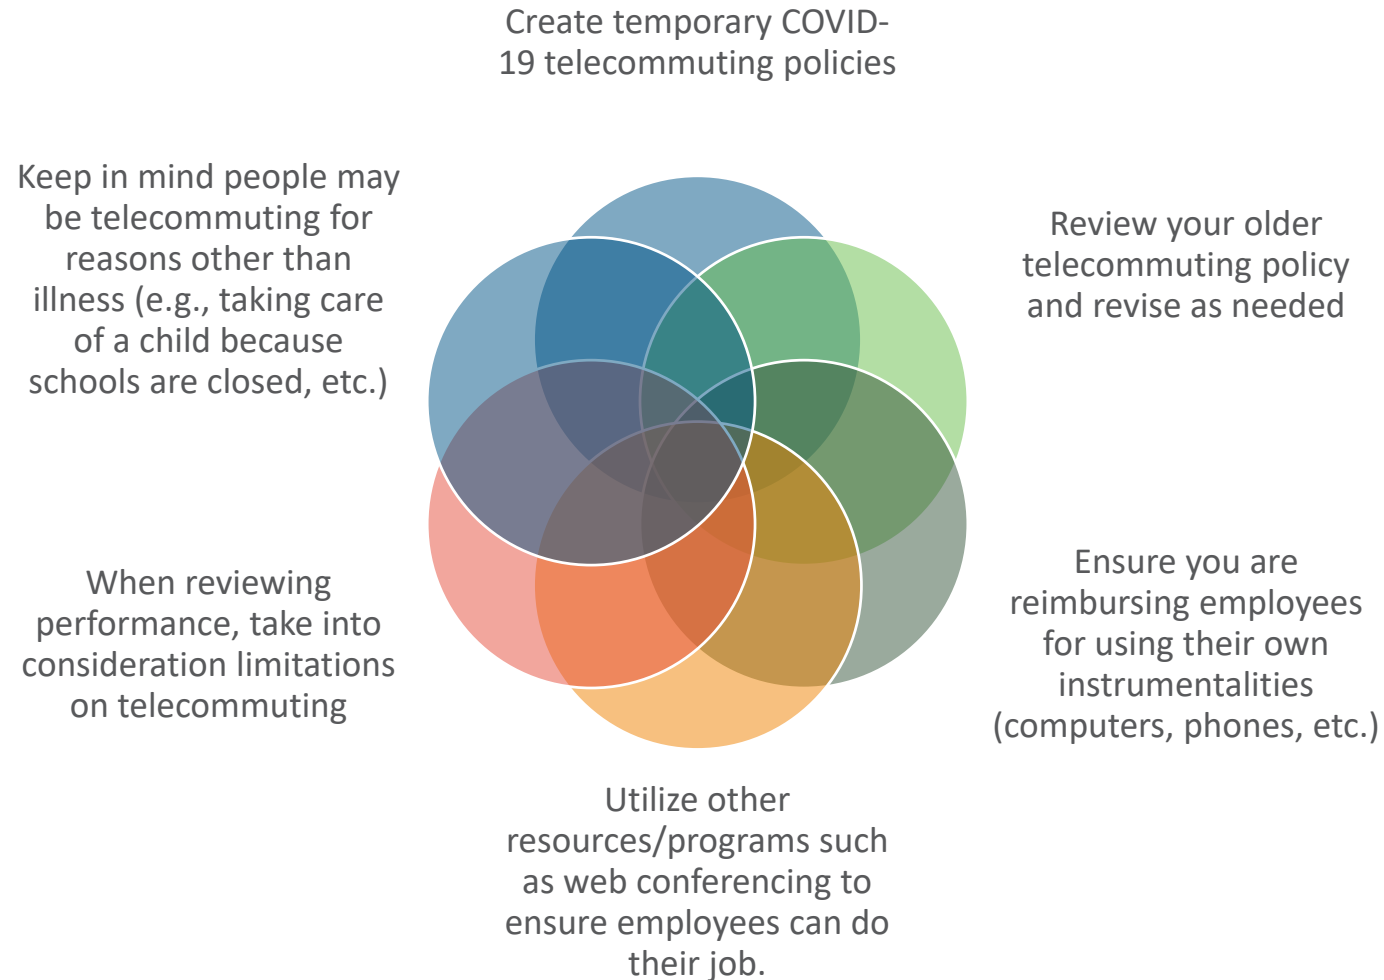 Create temporary COVID-
19 telecommuting policies
Review your older
telecommuting policy
and revise as needed
Ensure you are
reimbursing employees
for using their own
instrumentalities
(computers, phones, etc.)
Utilize other
resources/programs such
as web conferencing to
ensure employees can do
their job.
When reviewing
performance, take into
consideration limitations
on telecommuting
Keep in mind people may
be telecommuting for
reasons other than
illness (e.g., taking care
of a child because
schools are closed, etc.)